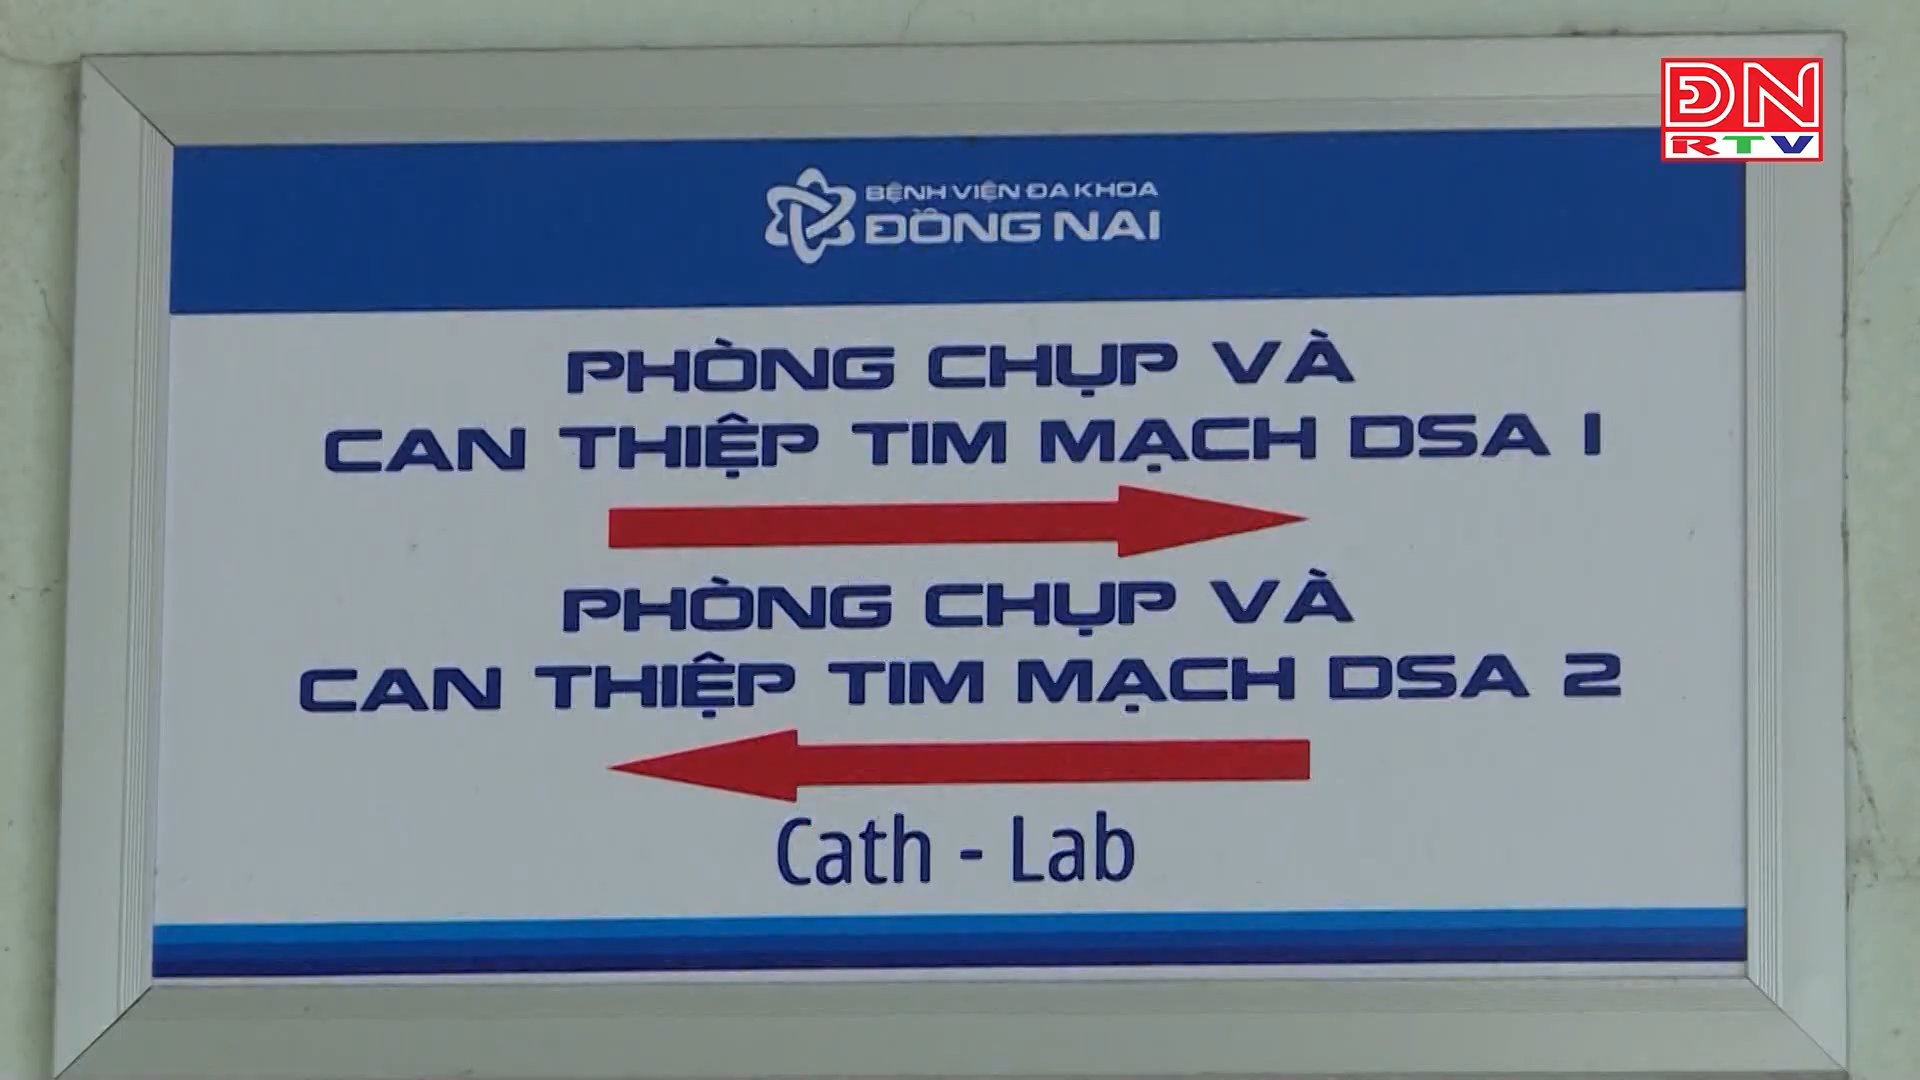 ĐN
RTV
BỆNH VIỆN ĐA KHOA
ĐỒNG NAI
PHÒNG CHỤP VÀ
CAN THIỆP TIM MẠCH DSA 1
PHÒNG CHỤP VÀ
CAN THIỆP TIM MẠCH DSA 2
Cath - Lab